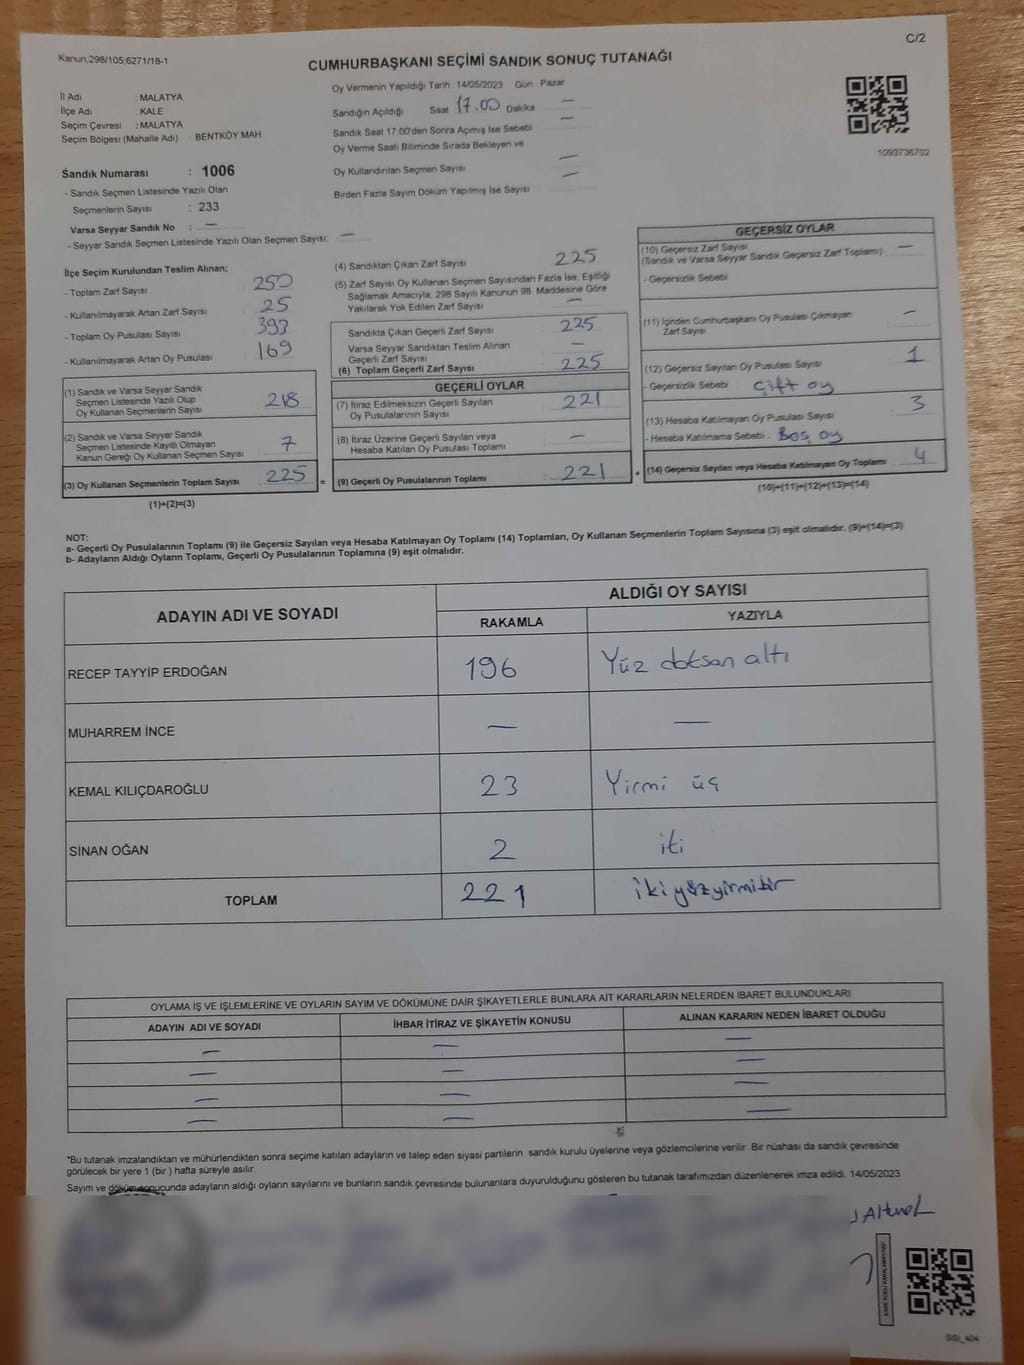 Kanun,298/105;6271/18-1
C/2
CUMHURBAŞKANI SEÇİMİ SANDIK SONUÇ TUTANAĞI
İl Adı : MALATYA
İlçe Adı : KALE
Seçim Çevresi : MALATYA
Seçim Bölgesi (Mahalle Adı) : BENTKÖY MAH.
Oy Vermenin Yapıldığı Tarih 14/05/2023 Gün : Pazar
Sandığın Açıldığı Saat 17.00 Dakika —
Sandık Saat 17.00'den Sonra Açımış İse Sebebi —
Oy Verme Saati Bitiminde Sırada Bekleyen ve
Oy Kullandırılan Seçmen Sayısı —
Birden Fazla Sayım Döküm Yapılmış İse Sayısı —
1093736702
Sandık Numarası : 1006
- Sandık Seçmen Listesinde Yazılı Olan
Seçmenlerin Sayısı : 233
Varsa Seyyar Sandık No : —
- Seyyar Sandık Seçmen Listesinde Yazılı Olan Seçmen Sayısı: —
İlçe Seçim Kurulundan Teslim Alınan;
- Toplam Zarf Sayısı 250
- Kullanılmayarak Artan Zarf Sayısı 25
- Toplam Oy Pusulası Sayısı 393
- Kullanılmayarak Artan Oy Pusulası 169
(1) Sandık ve Varsa Seyyar Sandık
Seçmen Listesinde Yazılı Olup
Oy Kullanan Seçmenlerin Sayısı 218
(2) Sandık ve Varsa Seyyar Sandık
Seçmen Listesinde Kayıtlı Olmayan
Kanun Gereği Oy Kullanan Seçmen Sayısı 7
(3) Oy Kullanan Seçmenlerin Toplam Sayısı : 225 =
(1)+(2)=(3)
(4) Sandıktan Çıkan Zarf Sayısı 225
(5) Zarf Sayısı Oy Kullanan Seçmen Sayısından Fazla İse, Eşitliği
Sağlamak Amacıyla; 298 Sayılı Kanunun 98. Maddesine Göre
Yakılarak Yok Edilen Zarf Sayısı —
Sandıkta Çıkan Geçerli Zarf Sayısı : 225
Varsa Seyyar Sandıktan Teslim Alınan
Geçerli Zarf Sayısı —
(6) Toplam Geçerli Zarf Sayısı : 225
GEÇERLİ OYLAR
(7) İtiraz Edilmeksizin Geçerli Sayılan
Oy Pusulalarının Sayısı : 221
(8) İtiraz Üzerine Geçerli Sayılan veya
Hesaba Katılan Oy Pusulası Toplamı : —
(9) Geçerli Oy Pusulalarının Toplamı : 221 +
GEÇERSİZ OYLAR
(10) Geçersiz Zarf Sayısı
(Sandık ve Varsa Seyyar Sandık Geçersiz Zarf Toplamı) —
- Geçersizlik Sebebi
(11) İçinden Cumhurbaşkanı Oy Pusulası Çıkmayan
Zarf Sayısı —
(12) Geçersiz Sayılan Oy Pusulası Sayısı 1
- Geçersizlik Sebebi : Çift oy
(13) Hesaba Katılmayan Oy Pusulası Sayısı 3
- Hesaba Katılmama Sebebi : Boş oy
(14) Geçersiz Sayılan veya Hesaba Katılmayan Oy Toplamı 4
(10)+(11)+(12)+(13)=(14)
NOT:
a- Geçerli Oy Pusulalarının Toplamı (9) ile Geçersiz Sayılan veya Hesaba Katılmayan Oy Toplamı (14) Toplamları, Oy Kullanan Seçmenlerin Toplam Sayısına (3) eşit olmalıdır. (9)+(14)=(3)
b- Adayların Aldığı Oyların Toplamı, Geçerli Oy Pusulalarının Toplamına (9) eşit olmalıdır.
ADAYIN ADI VE SOYADI
ALDIĞI OY SAYISI
RAKAMLA YAZIYLA
RECEP TAYYİP ERDOĞAN 196 Yüz doksan altı
MUHARREM İNCE — —
KEMAL KILIÇDAROĞLU 23 Yirmi üç
SİNAN OĞAN 2 iki
TOPLAM 221 iki yüz yirmi bir
OYLAMA İŞ VE İŞLEMLERİNE VE OYLARIN SAYIM VE DÖKÜMÜNE DAİR ŞİKAYETLERLE BUNLARA AİT KARARLARIN NELERDEN İBARET BULUNDUKLARI
ADAYIN ADI VE SOYADI İHBAR İTİRAZ VE ŞİKAYETİN KONUSU ALINAN KARARIN NEDEN İBARET OLDUĞU
— — —
— — —
— — —
— — —
*Bu tutanak imzalandıktan ve mühürlendikten sonra seçime katılan adayların ve talep eden siyasi partilerin sandık kurulu üyelerine veya gözlemcilerine verilir. Bir nüshası da sandık çevresinde
görülecek bir yere 1 (bir ) hafta süreyle asılır.
Sayım ve döküm sonucunda adayların aldığı oyların sayılarını ve bunların sandık çevresinde bulunanlara duyurulduğunu gösteren bu tutanak tarafımızdan düzenlenerek imza edildi. 14/05/2023